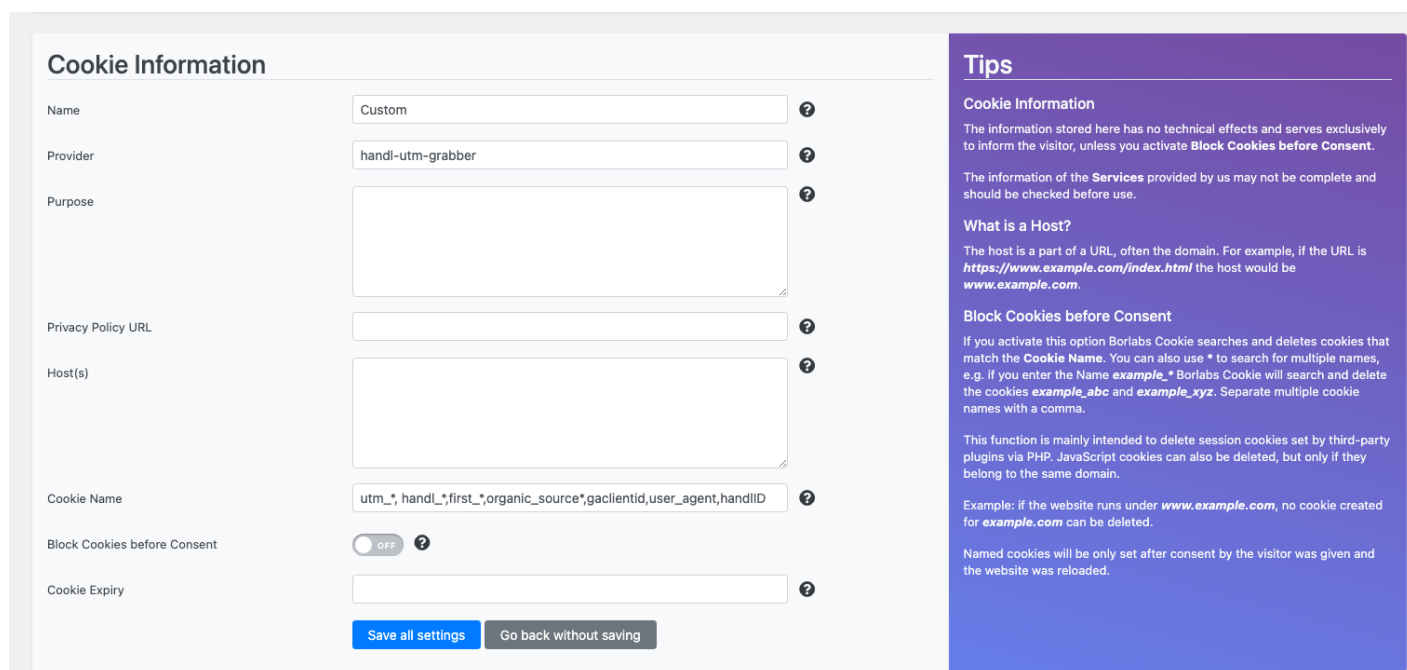 Cookie Information
Name
Custom
Provider
handl-utm-grabber
Purpose
Privacy Policy URL
Host(s)
Cookie Name
utm_*, handl_*,first_*,organic_source*,gaclientid,user_agent,handlID
Block Cookies before Consent
OFF
Cookie Expiry
Save all settings
Go back without saving
Tips
Cookie Information
The information stored here has no technical effects and serves exclusively
to inform the visitor, unless you activate Block Cookies before Consent.
The information of the Services provided by us may not be complete and
should be checked before use.
What is a Host?
The host is a part of a URL, often the domain. For example, if the URL is
https://www.example.com/index.html the host would be
www.example.com.
Block Cookies before Consent
If you activate this option Borlabs Cookie searches and deletes cookies that
match the Cookie Name. You can also use * to search for multiple names,
e.g. if you enter the Name example_* Borlabs Cookie will search and delete
the cookies example_abc and example_xyz. Separate multiple cookie
names with a comma.
This function is mainly intended to delete session cookies set by third-party
plugins via PHP. JavaScript cookies can also be deleted, but only if they
belong to the same domain.
Example: if the website runs under www.example.com, no cookie created
for example.com can be deleted.
Named cookies will be only set after consent by the visitor was given and
the website was reloaded.